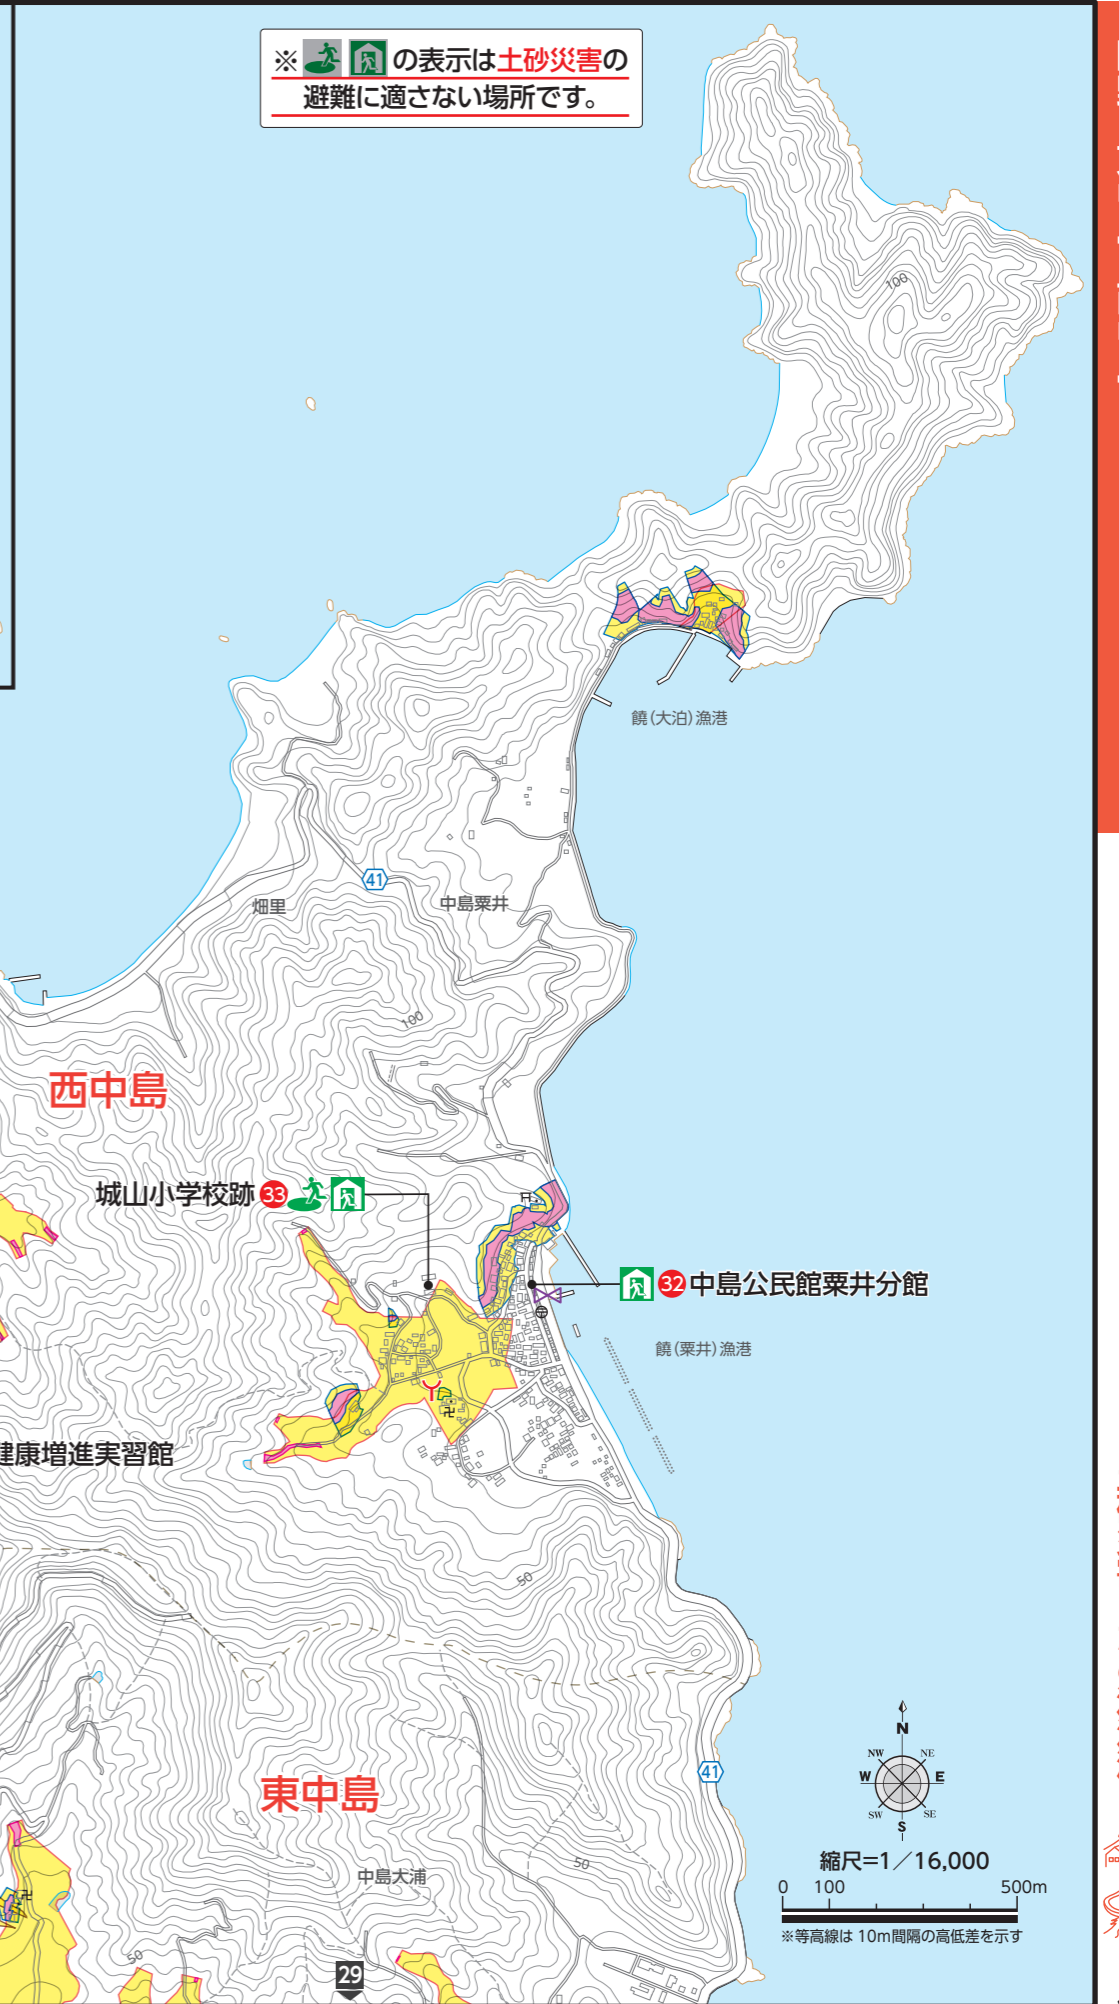 ※ の表示は土砂災害の
避難に適さない場所です。
100
饒(大泊)漁港
41
畑里
中島粟井
100
西中島
城山小学校跡 33
32 中島公民館粟井分館
饒(粟井)漁港
健康増進実習館
50
東中島
41
中島大浦
50
50
29
N
NW NE
W E
SW SE
S
縮尺=1/16,000
0 100 500m
※等高線は 10m間隔の高低差を示す